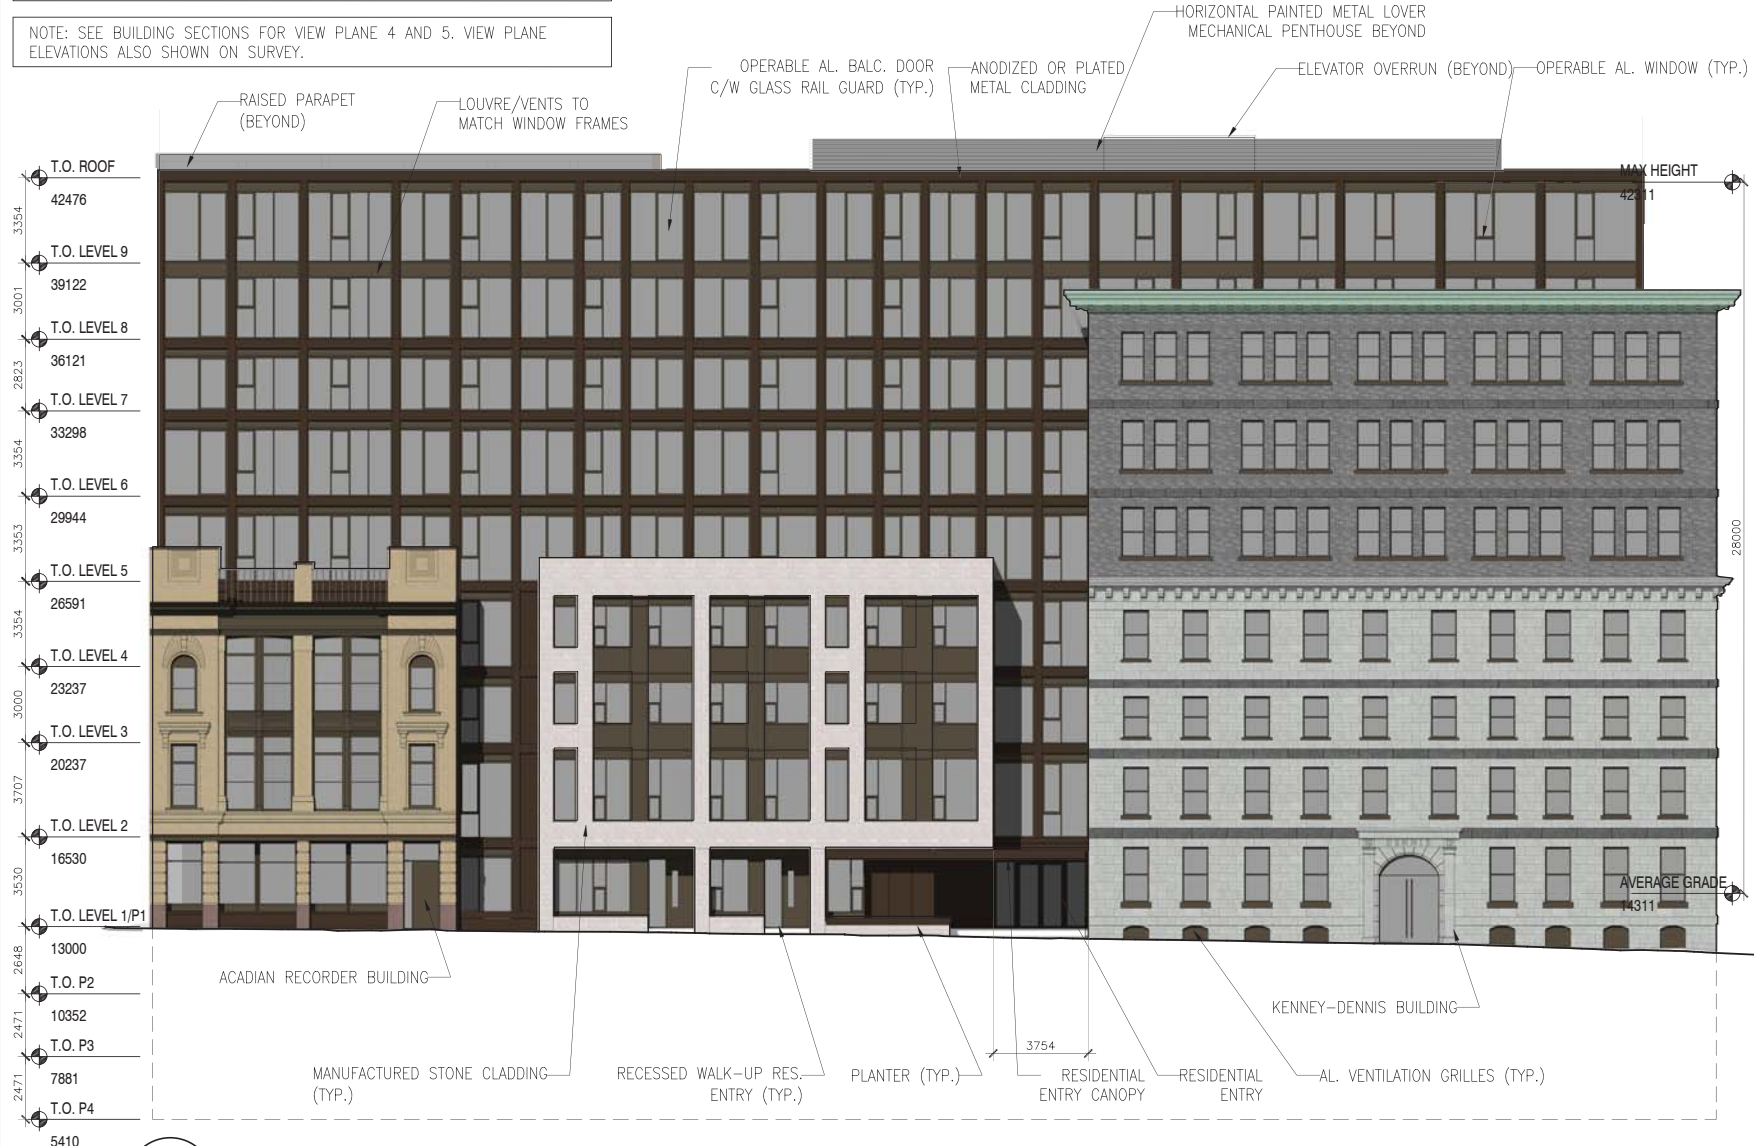 NOTE: SEE BUILDING SECTIONS FOR VIEW PLANE 4 AND 5. VIEW PLANE
ELEVATIONS ALSO SHOWN ON SURVEY.
HORIZONTAL PAINTED METAL LOVER
MECHANICAL PENTHOUSE BEYOND
OPERABLE AL. BALC. DOOR
C/W GLASS RAIL GUARD (TYP.)
ANODIZED OR PLATED
METAL CLADDING
ELEVATOR OVERRUN (BEYOND)
OPERABLE AL. WINDOW (TYP.)
RAISED PARAPET
(BEYOND)
LOUVRE/VENTS TO
MATCH WINDOW FRAMES
T.O. ROOF
42476
3354
T.O. LEVEL 9
39122
3001
T.O. LEVEL 8
36121
2823
T.O. LEVEL 7
33298
3354
T.O. LEVEL 6
29944
3353
T.O. LEVEL 5
26591
3354
T.O. LEVEL 4
23237
3000
T.O. LEVEL 3
20237
3707
T.O. LEVEL 2
16530
3530
T.O. LEVEL 1/P1
13000
2648
T.O. P2
10352
2471
T.O. P3
7881
2471
T.O. P4
5410
MAX HEIGHT
42311
28000
AVERAGE GRADE
14311
ACADIAN RECORDER BUILDING
KENNEY-DENNIS BUILDING
3754
MANUFACTURED STONE CLADDING
(TYP.)
RECESSED WALK-UP RES.
ENTRY (TYP.)
PLANTER (TYP.)
RESIDENTIAL
ENTRY CANOPY
RESIDENTIAL
ENTRY
AL. VENTILATION GRILLES (TYP.)